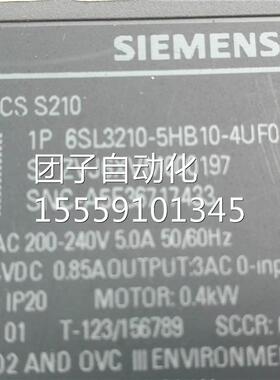 SIEMENS
CS S210
1P 6SL3210-5HB10-4UF0
团子自动化
197
15559101345
AC 200-240V 5.0A 50/60Hz
VDC 0.85A OUTPUT:3AC 0-input
IP20 MOTOR: 0.4kW
01 T-123/156789 SCCR:
O2 AND OVC III ENVIRONME